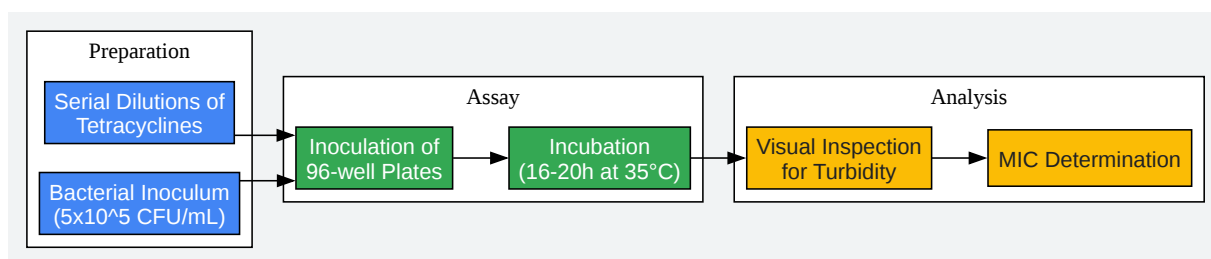 Preparation
Serial Dilutions of
Tetracyclines
Bacterial Inoculum
(5x10^5 CFU/mL)
Assay
Inoculation of
96-well Plates
Incubation
(16-20h at 35°C)
Analysis
Visual Inspection
for Turbidity
MIC Determination